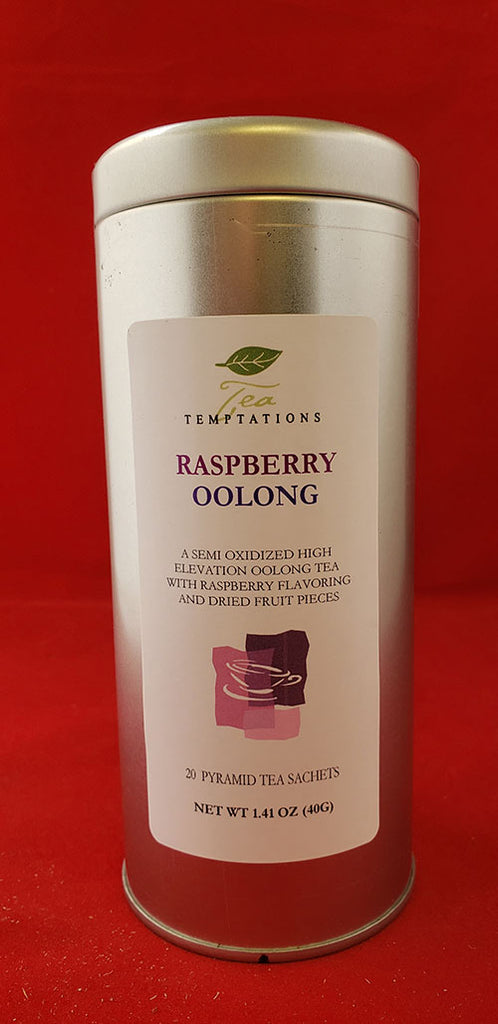 Tea
TEMPTATIONS
RASPBERRY
OOLONG
A SEMI OXIDIZED HIGH
ELEVATION OOLONG TEA
WITH RASPBERRY FLAVORING
AND DRIED FRUIT PIECES
20 PYRAMID TEA SACHETS
NET WT 1.41 OZ (40G)